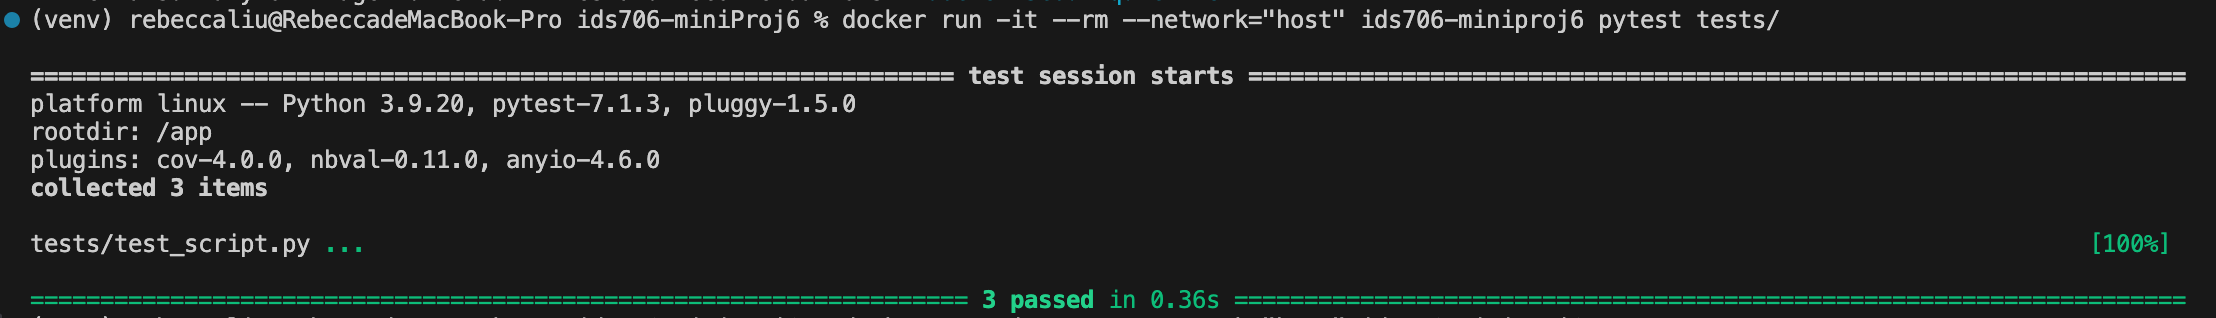 (venv) rebeccaliu@RebeccadeMacBook-Pro ids706-miniProj6 % docker run -it --rm --network="host" ids706-miniproj6 pytest tests/
================================================================== test session starts ===================================================================
platform linux -- Python 3.9.20, pytest-7.1.3, pluggy-1.5.0
rootdir: /app
plugins: cov-4.0.0, nbval-0.11.0, anyio-4.6.0
collected 3 items
tests/test_script.py ... [100%]
=================================================================== 3 passed in 0.36s ====================================================================